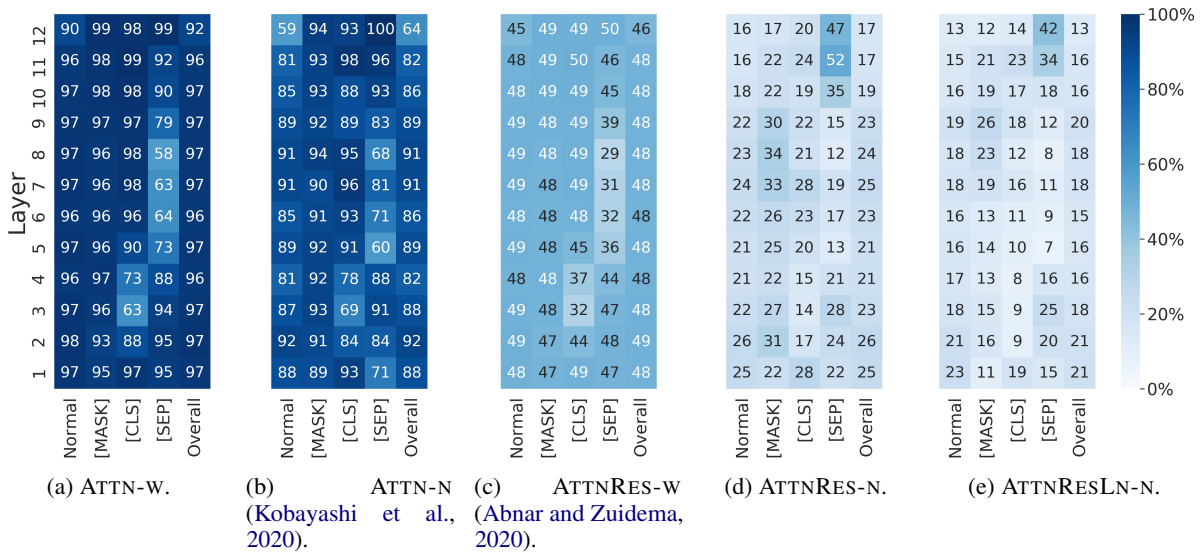 Layer
12 90 99 98 99 92 59 94 93 100 64 45 49 49 50 46 16 17 20 47 17 13 12 14 42 13 100%
11 96 98 99 92 96 81 93 98 96 82 48 49 50 46 48 16 22 24 52 17 15 21 23 34 16
10 97 98 98 90 97 85 93 88 93 86 48 49 49 45 48 18 22 19 35 19 16 19 17 18 16 80%
9 97 97 97 79 97 89 92 89 83 89 49 48 49 39 48 22 30 22 15 23 19 26 18 12 20
8 97 96 98 58 97 91 94 95 68 91 49 48 49 29 48 23 34 21 12 24 18 23 12 8 18 60%
7 97 96 98 63 97 91 90 96 81 91 49 48 49 31 48 24 33 28 19 25 18 19 16 11 18
6 96 96 96 64 96 85 91 93 71 86 48 48 48 32 48 22 26 23 17 23 16 13 11 9 15
5 97 96 90 73 97 89 92 91 60 89 49 48 45 36 48 21 25 20 13 21 16 14 10 7 16 40%
4 96 97 73 88 96 81 92 78 88 82 48 48 37 44 48 21 22 15 21 21 17 13 8 16 16
3 97 96 63 94 97 87 93 69 91 88 49 48 32 47 48 22 27 14 28 23 18 15 9 25 18 20%
2 98 93 88 95 97 92 91 84 84 92 49 47 44 48 49 26 31 17 24 26 21 16 9 20 21
1 97 95 97 95 97 88 89 93 71 88 48 47 49 47 48 25 22 28 22 25 23 11 19 15 21 0%
Normal [MASK] [CLS] [SEP] Overall Normal [MASK] [CLS] [SEP] Overall Normal [MASK] [CLS] [SEP] Overall Normal [MASK] [CLS] [SEP] Overall Normal [MASK] [CLS] [SEP] Overall
(a) ATTN-W.
(b) ATTN-N
(Kobayashi et al.,
2020).
(c) ATTNRES-W
(Abnar and Zuidema,
2020).
(d) ATTNRES-N.
(e) ATTNRESLN-N.